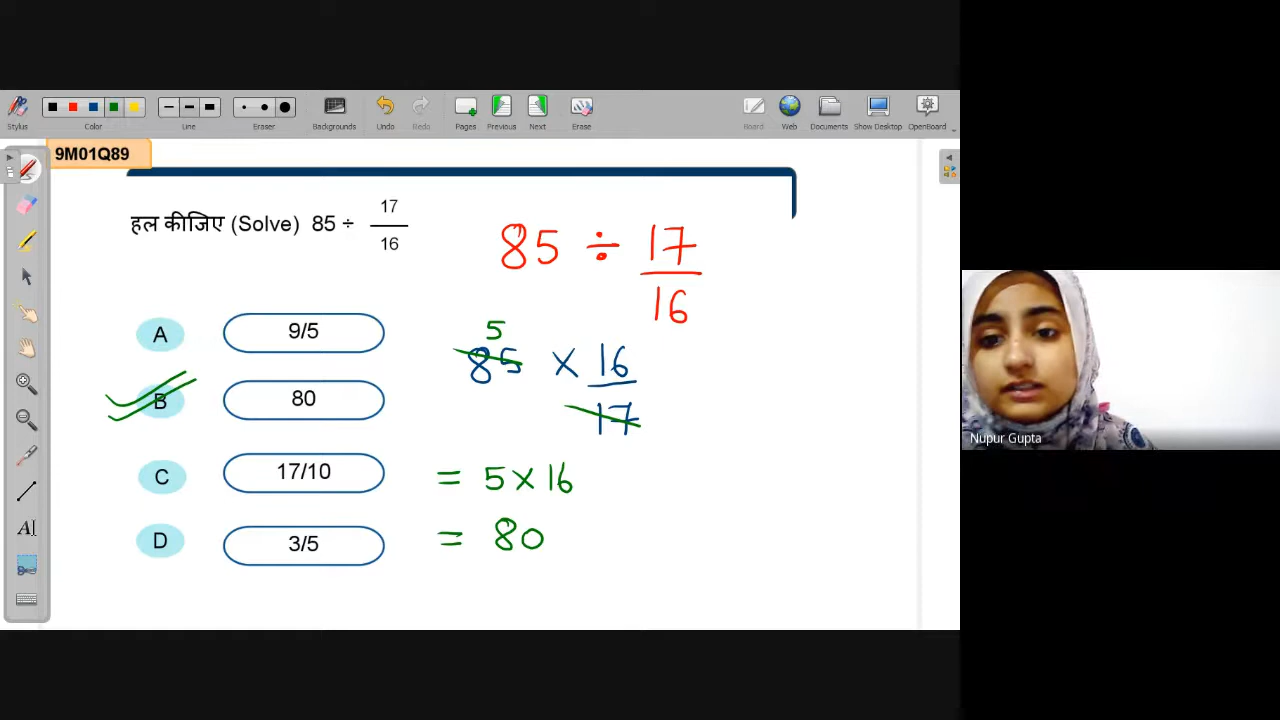 Stylus
Color
Line
Eraser
Backgrounds
Undo
Redo
Pages
Previous
Next
Erase
Board
Web
Documents
Show Desktop
OpenBoard
9M01Q89
हल कीजिए (Solve) 85 ÷ 17/16
85 ÷ 17/16
A 9/5
B 80
C 17/10
D 3/5
5
85 × 16/17
= 5 × 16
= 80
Nupur Gupta